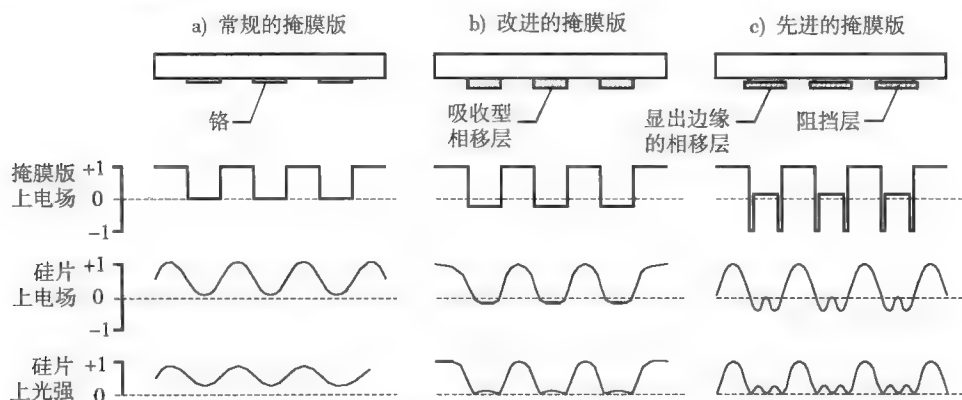 a) 常规的掩膜版
b) 改进的掩膜版
c) 先进的掩膜版
铬
吸收型
相移层
显出边缘
的相移层
阻挡层
掩膜版
上电场
+1
0
−1
硅片
上电场
+1
0
−1
硅片
上光强
+1
0